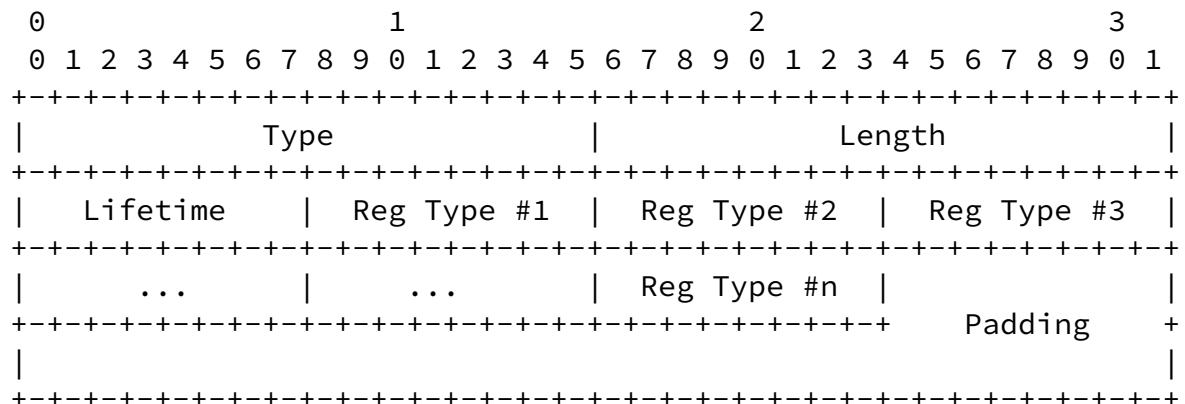 0                   1                   2                   3
0 1 2 3 4 5 6 7 8 9 0 1 2 3 4 5 6 7 8 9 0 1 2 3 4 5 6 7 8 9 0 1
+-+-+-+-+-+-+-+-+-+-+-+-+-+-+-+-+-+-+-+-+-+-+-+-+-+-+-+-+-+-+-+-+
|             Type              |             Length            |
+-+-+-+-+-+-+-+-+-+-+-+-+-+-+-+-+-+-+-+-+-+-+-+-+-+-+-+-+-+-+-+-+
|   Lifetime    |  Reg Type #1  |  Reg Type #2  |  Reg Type #3  |
+-+-+-+-+-+-+-+-+-+-+-+-+-+-+-+-+-+-+-+-+-+-+-+-+-+-+-+-+-+-+-+-+
|      ...      |     ...       |  Reg Type #n  |               |
+-+-+-+-+-+-+-+-+-+-+-+-+-+-+-+-+-+-+-+-+-+-+-+-+    Padding    +
|                                                               |
+-+-+-+-+-+-+-+-+-+-+-+-+-+-+-+-+-+-+-+-+-+-+-+-+-+-+-+-+-+-+-+-+